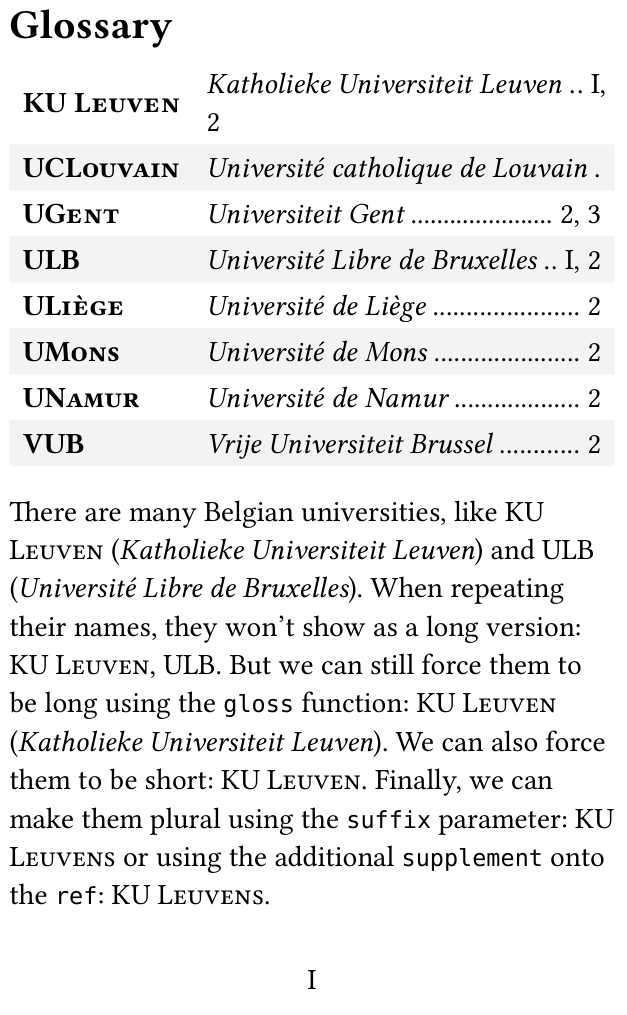 Glossary
KU Leuven Katholieke Universiteit Leuven .. I,
2
UCLouvain Université catholique de Louvain .
UGent Universiteit Gent ...................... 2, 3
ULB Université Libre de Bruxelles .. I, 2
ULiège Université de Liège ....................... 2
UMons Université de Mons ....................... 2
UNamur Université de Namur .................... 2
VUB Vrije Universiteit Brussel ............ 2
There are many Belgian universities, like KU
Leuven (Katholieke Universiteit Leuven) and ULB
(Université Libre de Bruxelles). When repeating
their names, they won’t show as a long version:
KU Leuven, ULB. But we can still force them to
be long using the gloss function: KU Leuven
(Katholieke Universiteit Leuven). We can also force
them to be short: KU Leuven. Finally, we can
make them plural using the suffix parameter: KU
Leuvens or using the additional supplement onto
the ref: KU Leuvens.
I